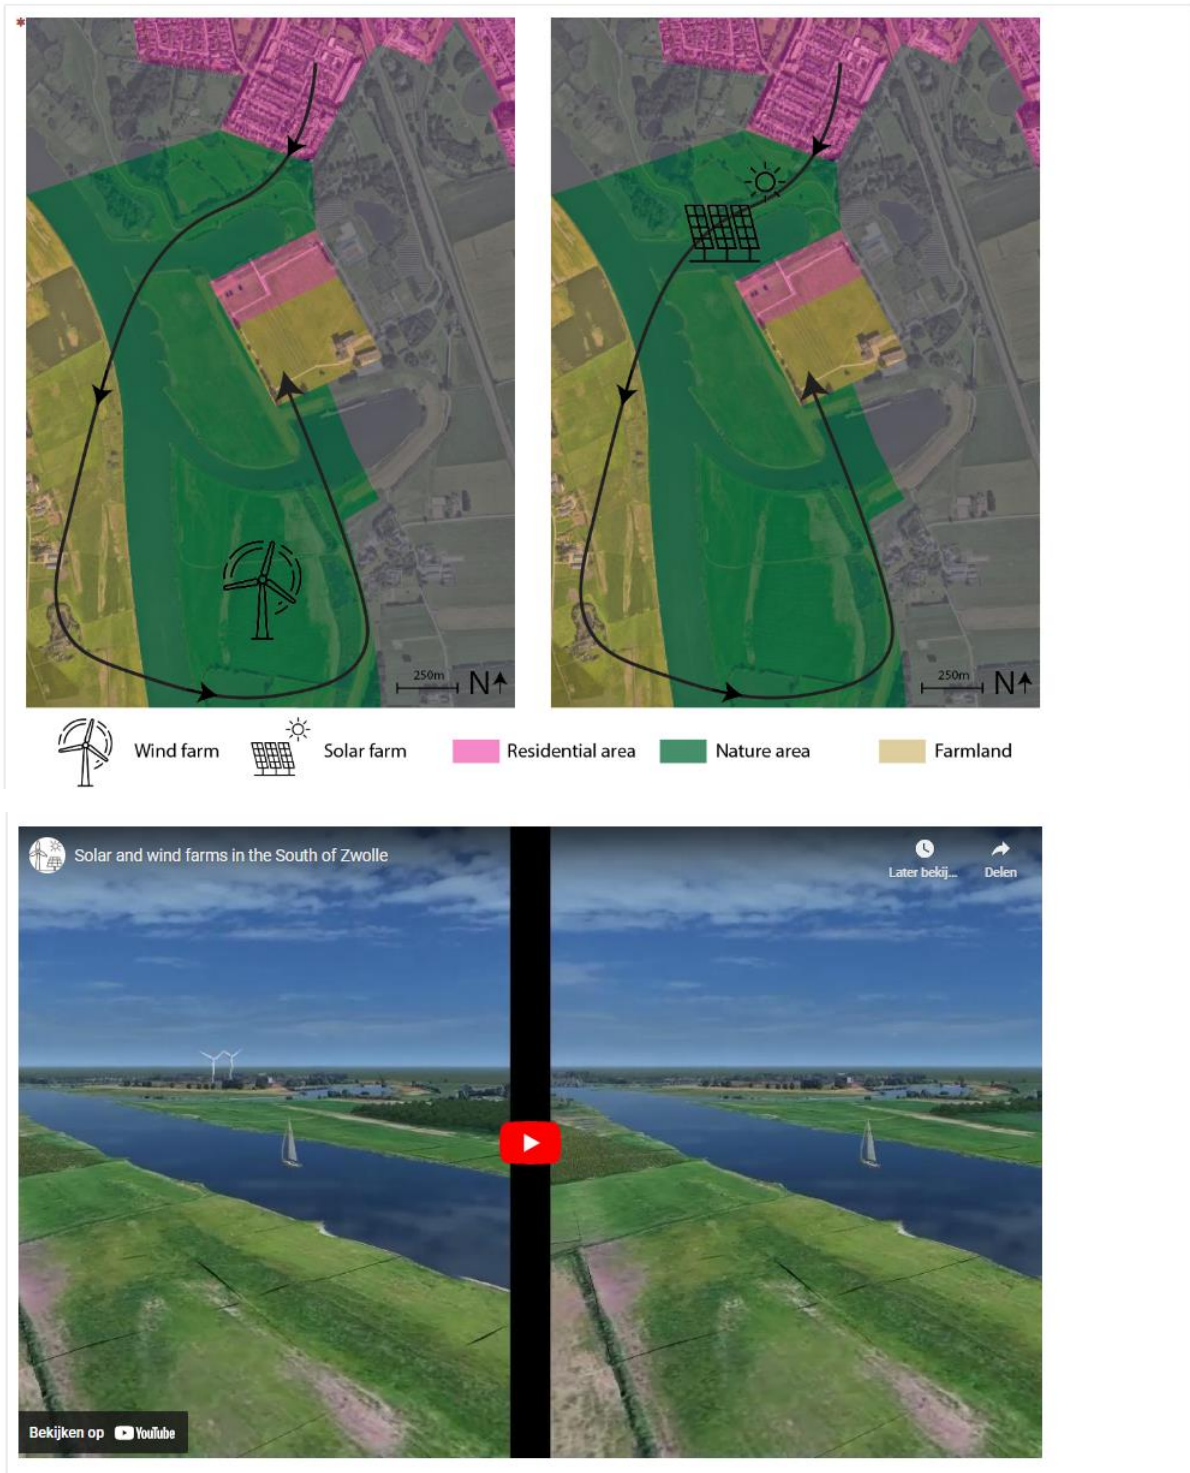 *
250m N
250m N
Wind farm Solar farm Residential area Nature area Farmland
Solar and wind farms in the South of Zwolle
Later bekij... Delen
Bekijken op YouTube